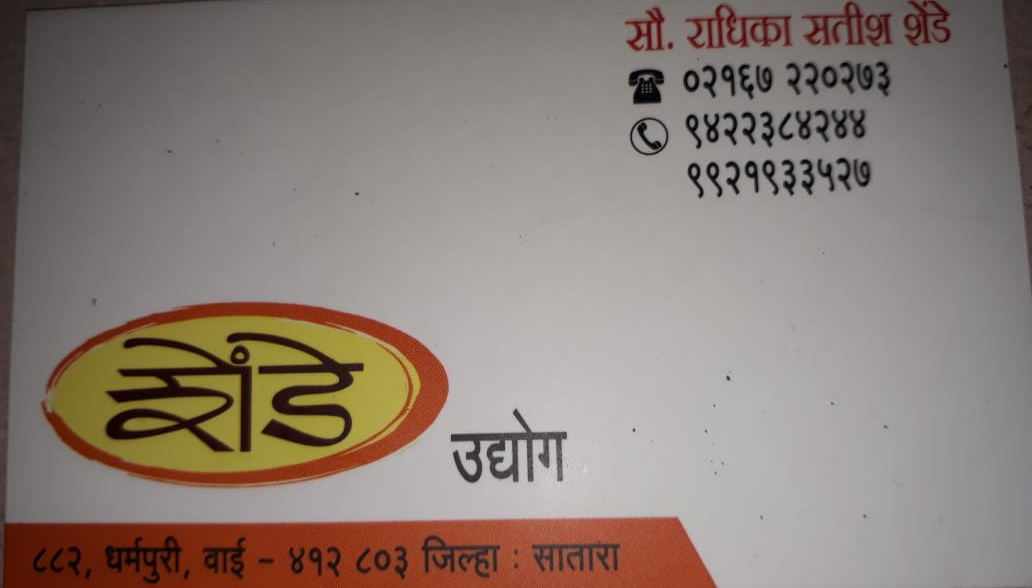 सौ. राधिका सतीश शेंडे
०२१६७ २२०२७३
९४२२३८४२४४
९९२१९३३५२७
शेंडे
उद्योग
८८२, धर्मपुरी, वाई - ४१२ ८०३ जिल्हा : सातारा